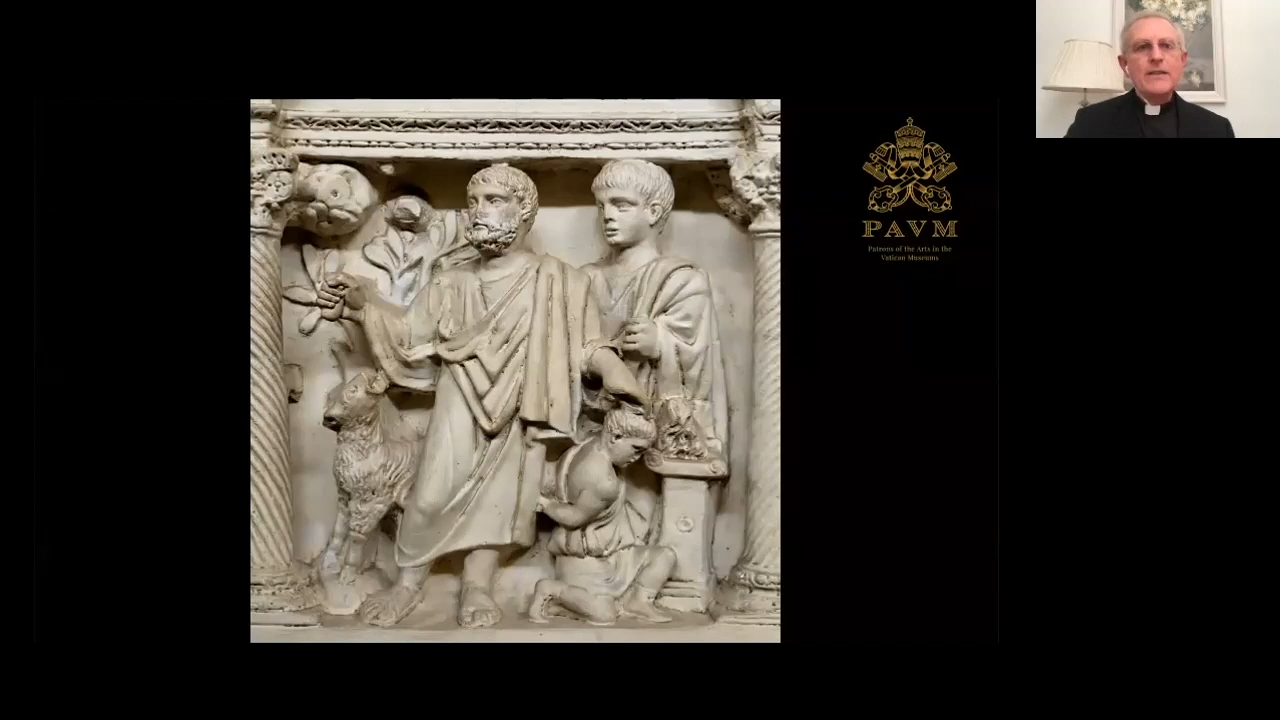 PAVM
Patrons of the Arts in the
Vatican Museums